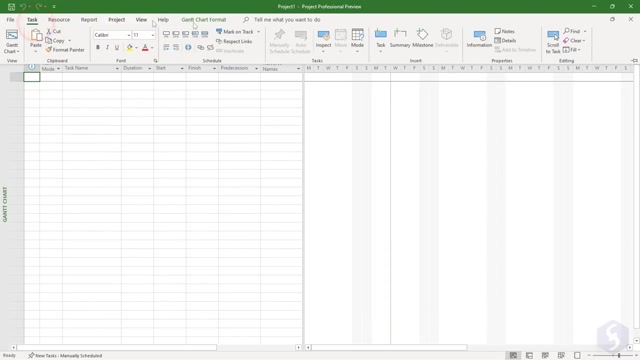 Project1 - Project Professional Preview
File Task Resource Report Project View Help Gantt Chart Format Tell me what you want to do
Gantt Chart
Paste
Cut
Copy
Format Painter
Calibri 11
B I U A
Mark on Track
Respect Links
Manually Schedule
Auto Schedule
Inspect
Move
Mode
Task
Summary
Milestone
Deliverable
Information
Notes
Details
Add to Timeline
Scroll to Task
Find
Clear
Fill
View Clipboard Font Schedule Tasks Insert Properties Editing
Mode Task Name Duration Start Finish Predecessors Names
M T W T F S S M T W T F S S M T W T F S S M T W T F S S M T W T F S
GANTT CHART
Ready New Tasks : Manually Scheduled